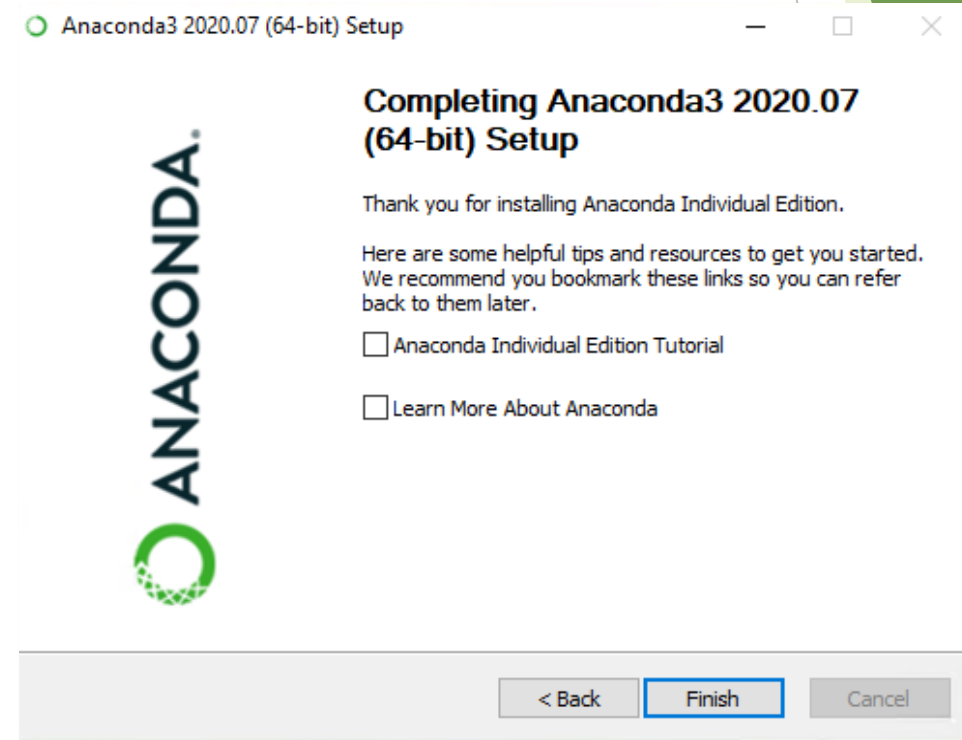 Anaconda3 2020.07 (64-bit) Setup
Completing Anaconda3 2020.07
(64-bit) Setup
Thank you for installing Anaconda Individual Edition.
Here are some helpful tips and resources to get you started.
We recommend you bookmark these links so you can refer
back to them later.
Anaconda Individual Edition Tutorial
Learn More About Anaconda
ANACONDA.
< Back
Finish
Cancel